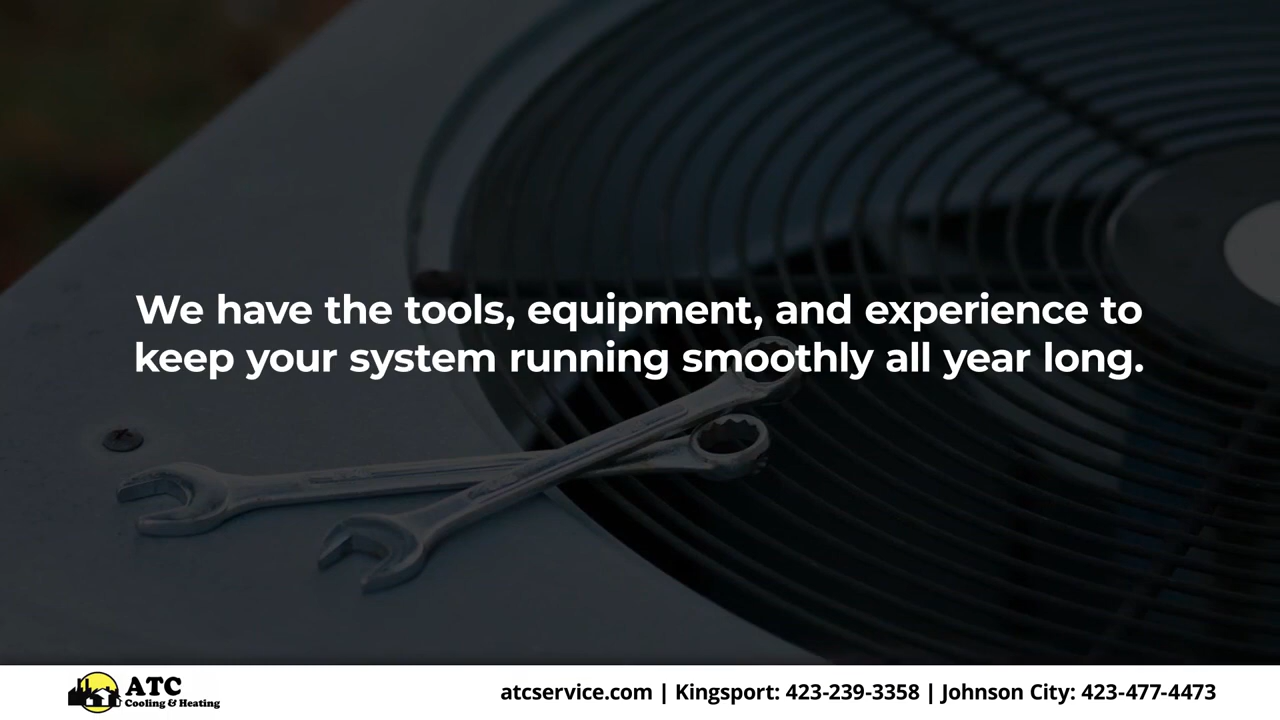 We have the tools, equipment, and experience to
keep your system running smoothly all year long.
ATC
Cooling & Heating
atcservice.com | Kingsport: 423-239-3358 | Johnson City: 423-477-4473